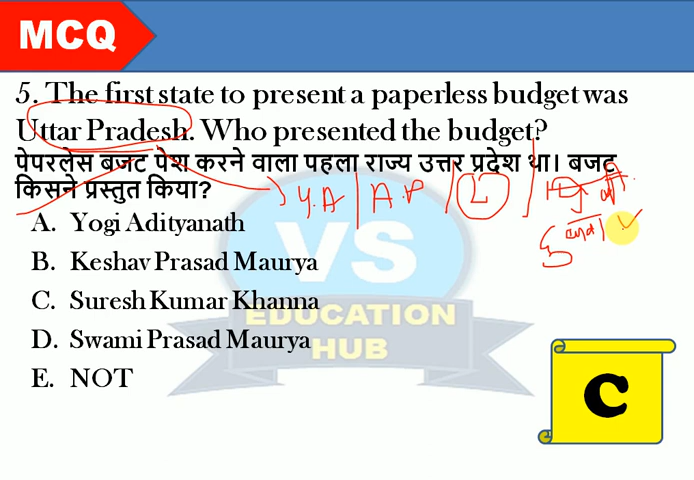 MCQ
5. The first state to present a paperless budget was
Uttar Pradesh. Who presented the budget?
पेपरलेस बजट पेश करने वाला पहला राज्य उत्तर प्रदेश था। बजट
किसने प्रस्तुत किया?
Y.A | A.P | L |
A. Yogi Adityanath
B. Keshav Prasad Maurya
C. Suresh Kumar Khanna
D. Swami Prasad Maurya
E. NOT
VS
EDUCATION
HUB
C